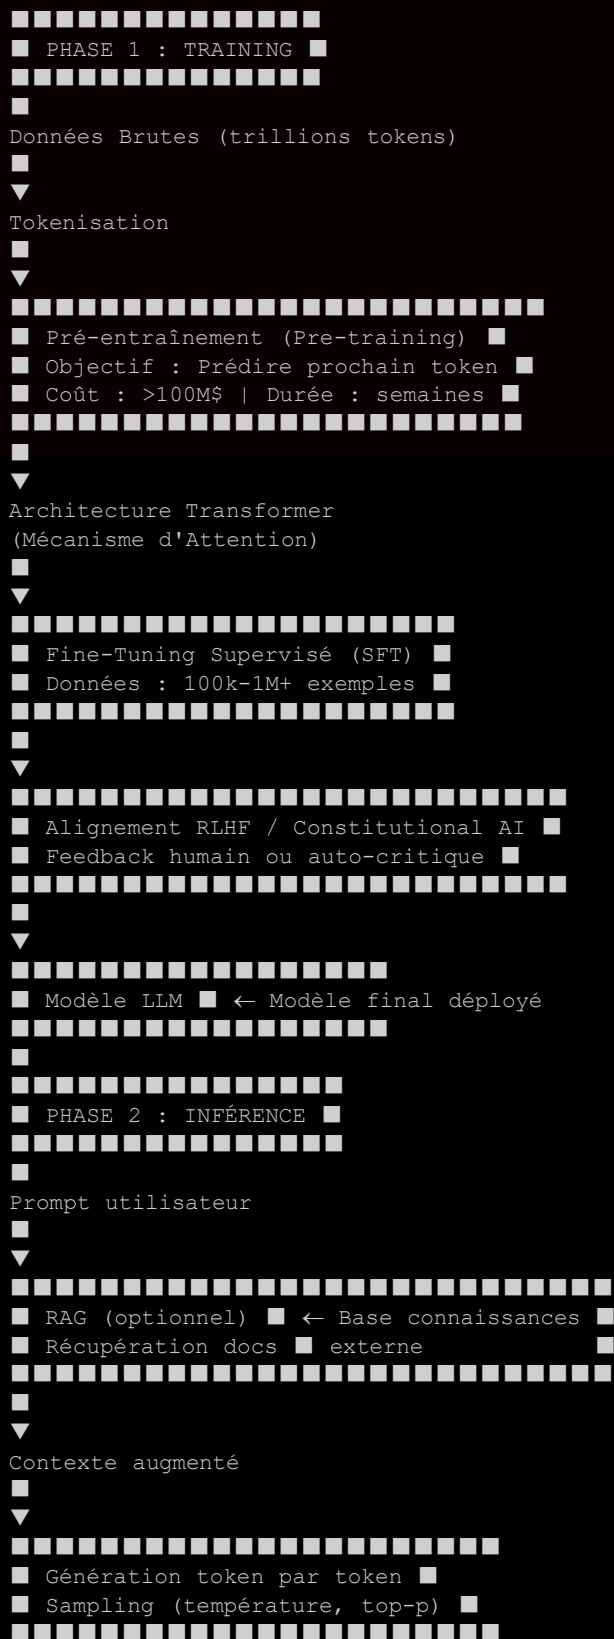 ■■■■■■■■■■■■■■
■ PHASE 1 : TRAINING ■
■■■■■■■■■■■■■■
■
Données Brutes (trillions tokens)
■
▼
Tokenisation
■
▼
■■■■■■■■■■■■■■■■■■■■■■■■
■ Pré-entraînement (Pre-training) ■
■ Objectif : Prédire prochain token ■
■ Coût : >100M$ | Durée : semaines ■
■■■■■■■■■■■■■■■■■■■■■■■
■
▼
Architecture Transformer
(Mécanisme d'Attention)
■
▼
■■■■■■■■■■■■■■■■■■■■
■ Fine-Tuning Supervisé (SFT) ■
■ Données : 100k-1M+ exemples ■
■■■■■■■■■■■■■■■■■■■■
■
▼
■■■■■■■■■■■■■■■■■■■■■■■■■
■ Alignement RLHF / Constitutional AI ■
■ Feedback humain ou auto-critique ■
■■■■■■■■■■■■■■■■■■■■■■■■■
■
▼
■■■■■■■■■■■■■■■■■
■ Modèle LLM ■ ← Modèle final déployé
■■■■■■■■■■■■■■■■■
■
■■■■■■■■■■■■■■■
■ PHASE 2 : INFÉRENCE ■
■■■■■■■■■■■■■■■
■
Prompt utilisateur
■
▼
■■■■■■■■■■■■■■■■■■■■■■■■■■■
■ RAG (optionnel) ■ ← Base connaissances ■
■ Récupération docs ■ externe ■
■■■■■■■■■■■■■■■■■■■■■■■■■■■
■
▼
Contexte augmenté
■
▼
■■■■■■■■■■■■■■■■■■■■■■
■ Génération token par token ■
■ Sampling (température, top-p) ■
■■■■■■■■■■■■■■■■■■■■■■